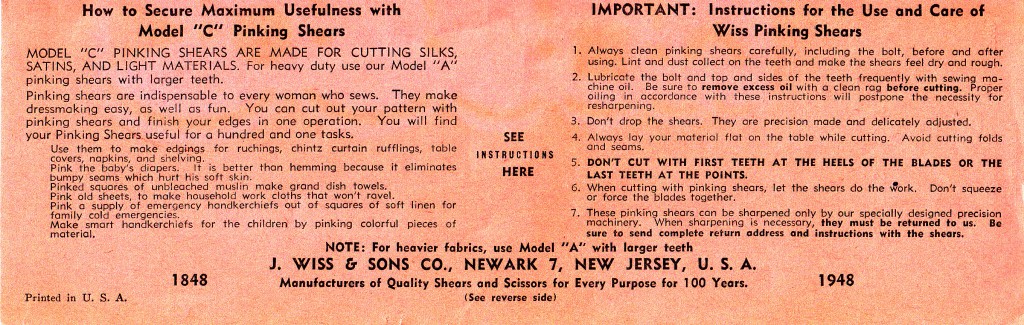 How to Secure Maximum Usefulness with
Model "C" Pinking Shears
MODEL "C" PINKING SHEARS ARE MADE FOR CUTTING SILKS,
SATINS, AND LIGHT MATERIALS. For heavy duty use our Model "A"
pinking shears with larger teeth.
Pinking shears are indispensable to every woman who sews. They make
dressmaking easy, as well as fun. You can cut out your pattern with
pinking shears and finish your edges in one operation. You will find
your Pinking Shears useful for a hundred and one tasks.
Use them to make edgings for ruchings, chintz curtain rufflings, table
covers, napkins, and shelving.
Pink the baby's diapers. It is better than hemming because it eliminates
bumpy seams which hurt his soft skin.
Pinked squares of unbleached muslin make grand dish towels.
Pink old sheets, to make household work cloths that won't ravel.
Pink a supply of emergency handkerchiefs out of squares of soft linen for
family cold emergencies.
Make smart handkerchiefs for the children by pinking colorful pieces of
material.
SEE
INSTRUCTIONS
HERE
IMPORTANT: Instructions for the Use and Care of
Wiss Pinking Shears
1. Always clean pinking shears carefully, including the bolt, before and after
using. Lint and dust collect on the teeth and make the shears feel dry and rough.
2. Lubricate the bolt and top and sides of the teeth frequently with sewing ma-
chine oil. Be sure to remove excess oil with a clean rag before cutting. Proper
oiling in accordance with these instructions will postpone the necessity for
resharpening.
3. Don't drop the shears. They are precision made and delicately adjusted.
4. Always lay your material flat on the table while cutting. Avoid cutting folds
and seams.
5. DON'T CUT WITH FIRST TEETH AT THE HEELS OF THE BLADES OR THE
LAST TEETH AT THE POINTS.
6. When cutting with pinking shears, let the shears do the work. Don't squeeze
or force the blades together.
7. These pinking shears can be sharpened only by our specially designed precision
machinery. When sharpening is necessary, they must be returned to us. Be
sure to send complete return address and instructions with the shears.
NOTE: For heavier fabrics, use Model "A" with larger teeth
J. WISS & SONS CO., NEWARK 7, NEW JERSEY, U. S. A.
1848 Manufacturers of Quality Shears and Scissors for Every Purpose for 100 Years. 1948
Printed in U. S. A. (See reverse side)